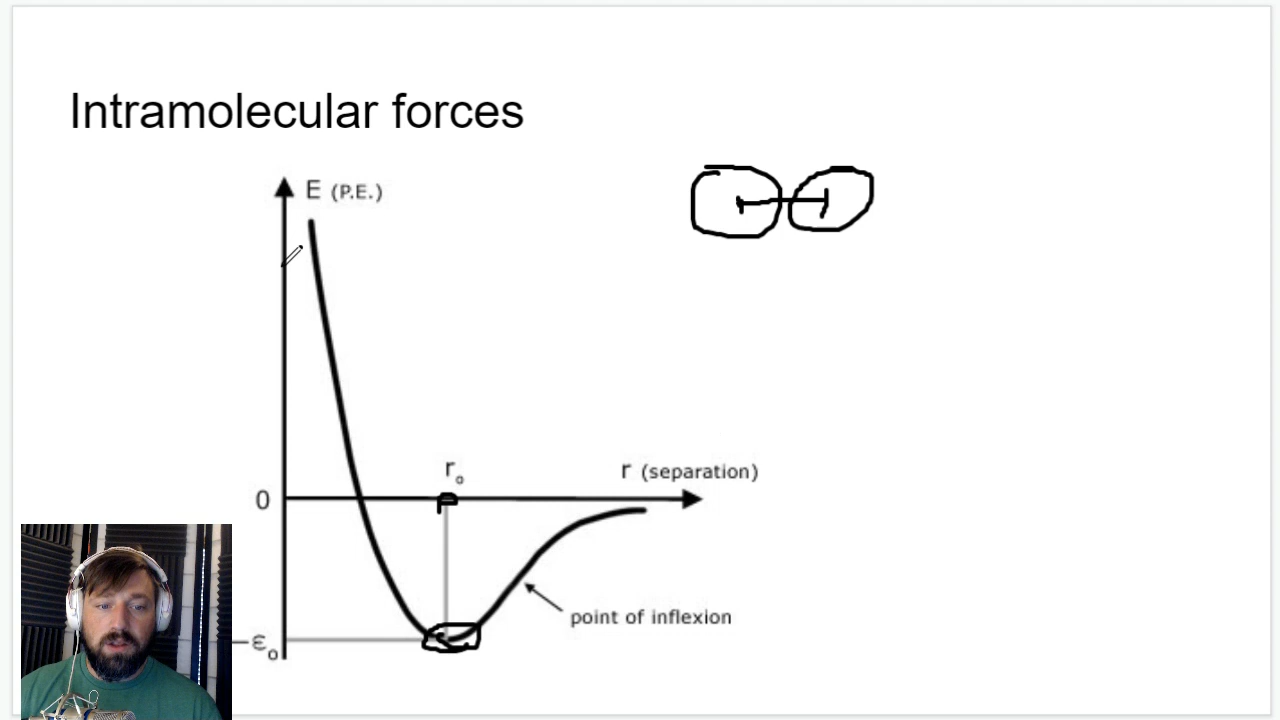 Intramolecular forces
E (P.E.)
r₀
r (separation)
0
point of inflexion
−ε₀